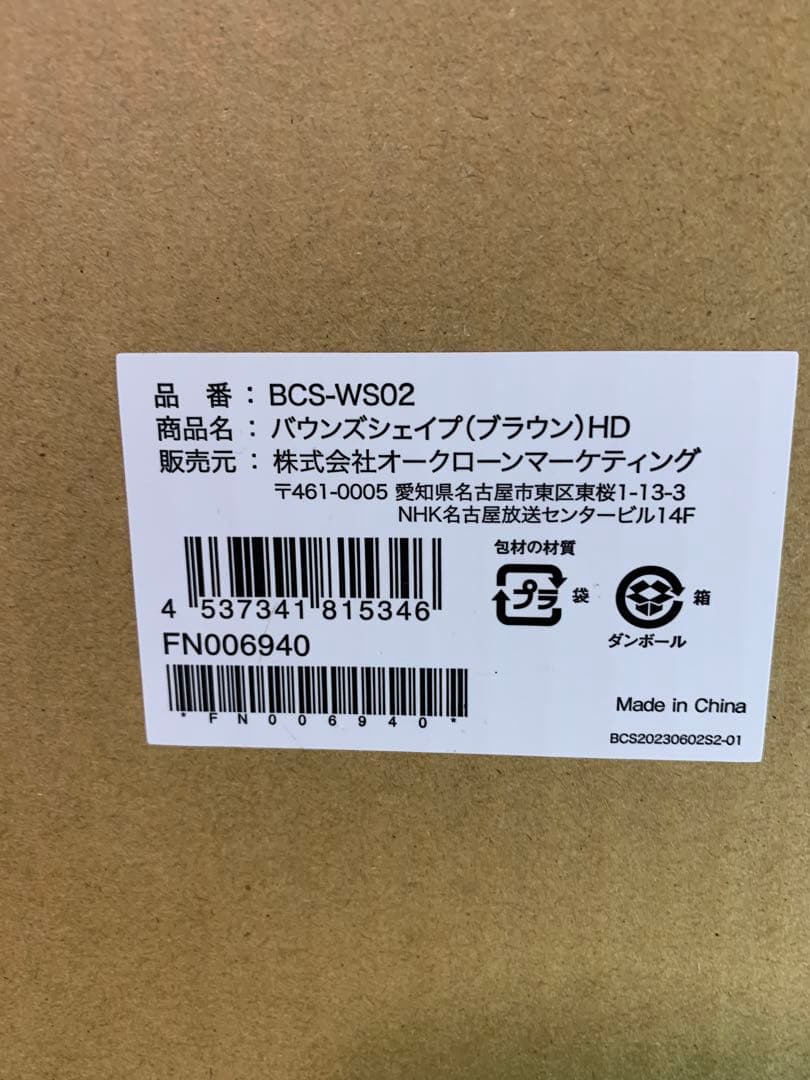 品 番：BCS-WS02
商品名：バウンズシェイプ（ブラウン）HD
販売元：株式会社オークローンマーケティング
〒461-0005 愛知県名古屋市東区東桜1-13-3
NHK名古屋放送センタービル14F
包材の材質
プラ 袋
箱
ダンボール
4 537341 815346
FN006940
*FN006940*
Made in China
BCS20230602S2-01